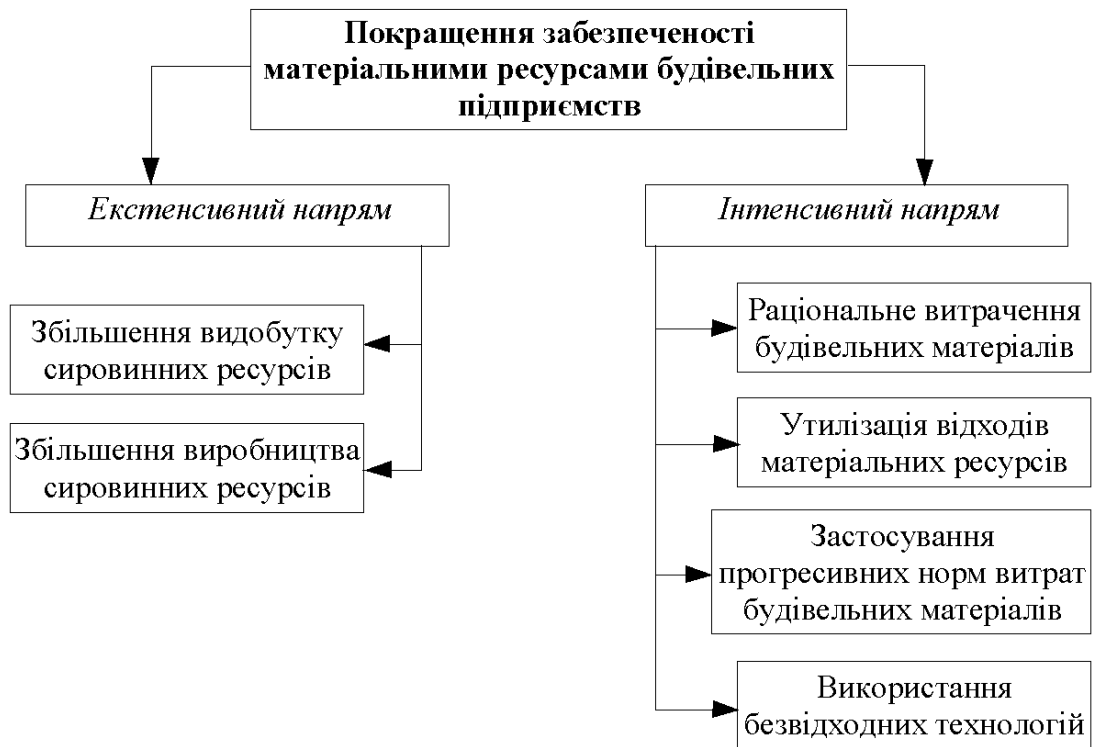 Покращення забезпеченості
матеріальними ресурсами будівельних
підприємств
Екстенсивний напрям
Збільшення видобутку
сировинних ресурсів
Збільшення виробництва
сировинних ресурсів
Інтенсивний напрям
Раціональне витрачення
будівельних матеріалів
Утилізація відходів
матеріальних ресурсів
Застосування
прогресивних норм витрат
будівельних матеріалів
Використання
безвідходних технологій